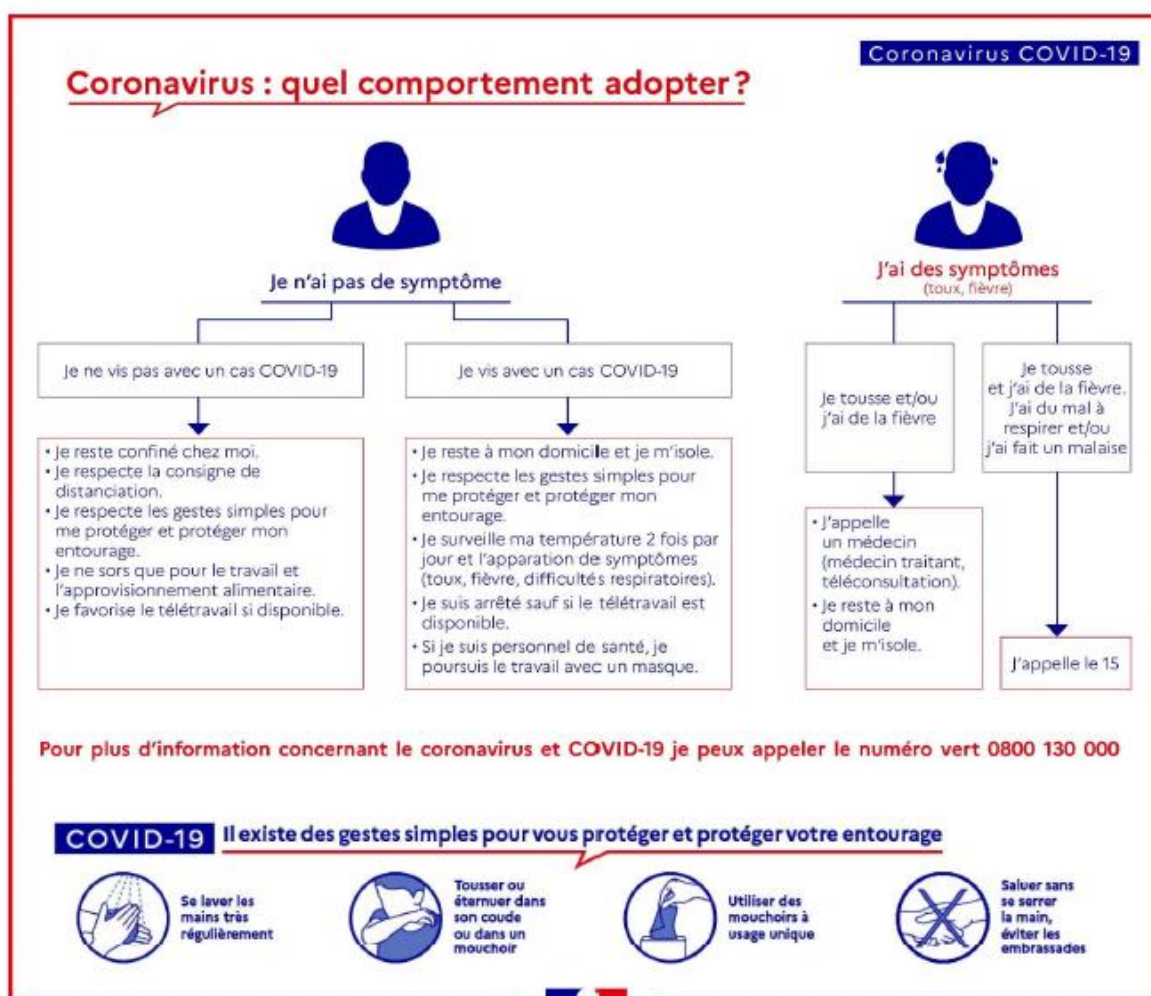 Coronavirus COVID-19
Coronavirus : quel comportement adopter ?
Je n'ai pas de symptôme
Je ne vis pas avec un cas COVID-19
• Je reste confiné chez moi.
• Je respecte la consigne de
distanciation.
• Je respecte les gestes simples pour
me protéger et protéger mon
entourage.
• Je ne sors que pour le travail et
l'approvisionnement alimentaire.
• Je favorise le télétravail si disponible.
Je vis avec un cas COVID-19
• Je reste à mon domicile et je m'isole.
• Je respecte les gestes simples pour
me protéger et protéger mon
entourage.
• Je surveille ma température 2 fois par
jour et l'apparation de symptômes
(toux, fièvre, difficultés respiratoires).
• Je suis arrêté sauf si le télétravail est
disponible.
• Si je suis personnel de santé, je
poursuis le travail avec un masque.
J'ai des symptômes
(toux, fièvre)
Je tousse et/ou
j'ai de la fièvre
• J'appelle
un médecin
(médecin traitant,
téléconsultation).
• Je reste à mon
domicile
et je m'isole.
Je tousse
et j'ai de la fièvre.
J'ai du mal à
respirer et/ou
j'ai fait un malaise
J'appelle le 15
Pour plus d'information concernant le coronavirus et COVID-19 je peux appeler le numéro vert 0800 130 000
COVID-19 Il existe des gestes simples pour vous protéger et protéger votre entourage
Se laver les
mains très
régulièrement
Tousser ou
éternuer dans
son coude
ou dans un
mouchoir
Utiliser des
mouchoirs à
usage unique
Saluer sans
se serrer
la main,
éviter les
embrassades